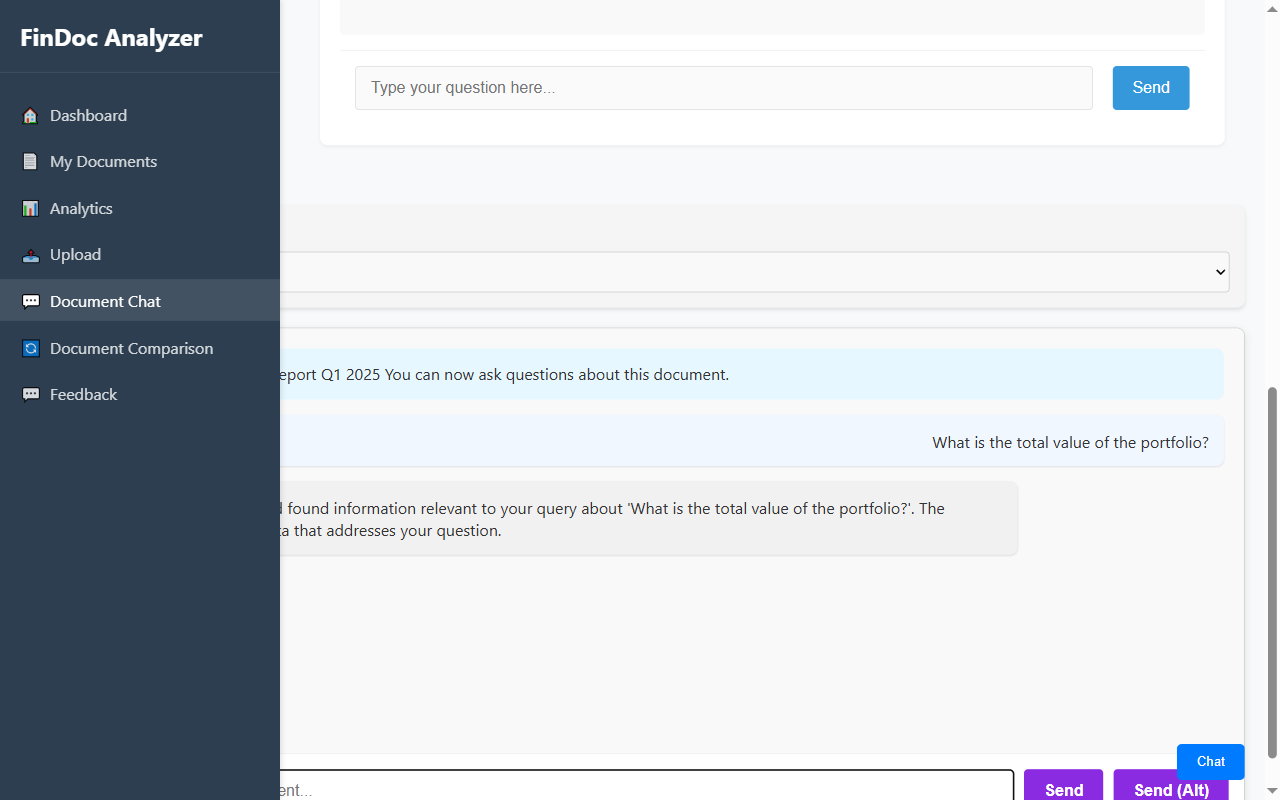 FinDoc Analyzer
Dashboard
My Documents
Analytics
Upload
Document Chat
Document Comparison
Feedback
Type your question here...
Send
eport Q1 2025 You can now ask questions about this document.
What is the total value of the portfolio?
found information relevant to your query about 'What is the total value of the portfolio?'. The
ta that addresses your question.
Chat
ent...
Send
Send (Alt)